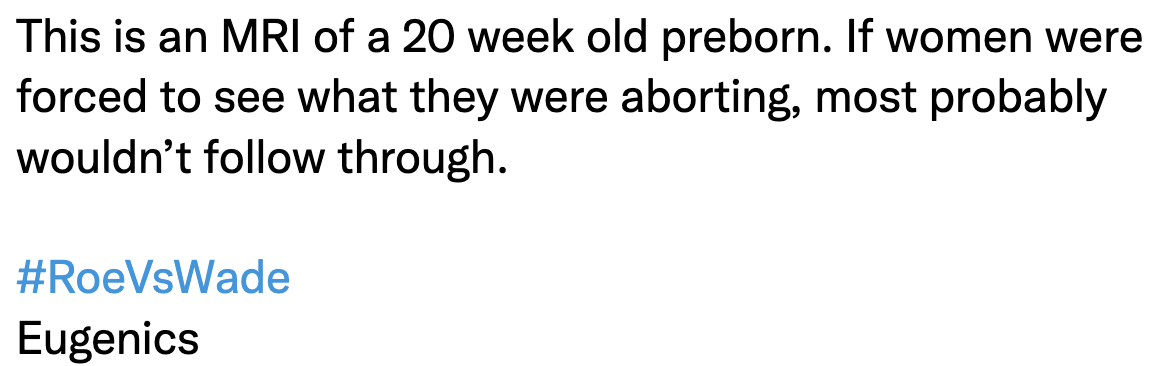 This is an MRI of a 20 week old preborn. If women were
forced to see what they were aborting, most probably
wouldn’t follow through.
#RoeVsWade
Eugenics